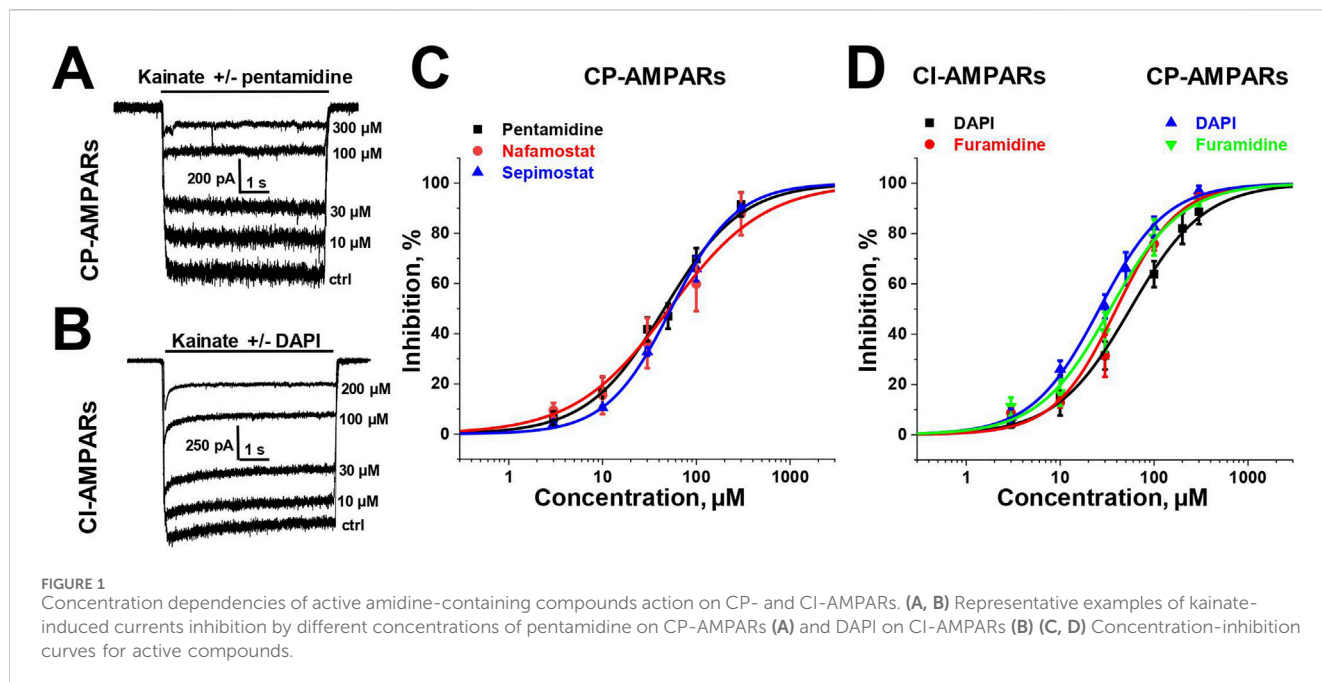 A
Kainate +/- pentamidine
CP-AMPARs
300 µM
100 µM
200 pA
1 s
30 µM
10 µM
ctrl
B
Kainate +/- DAPI
CI-AMPARs
200 µM
100 µM
250 pA
1 s
30 µM
10 µM
ctrl
C
CP-AMPARs
Pentamidine
Nafamostat
Sepimostat
Inhibition, %
100
80
60
40
20
0
1
10
100
1000
Concentration, µM
D
CI-AMPARs
CP-AMPARs
DAPI
Furamidine
DAPI
Furamidine
Inhibition, %
100
80
60
40
20
0
1
10
100
1000
Concentration, µM
FIGURE 1
Concentration dependencies of active amidine-containing compounds action on CP- and CI-AMPARs. (A, B) Representative examples of kainate-
induced currents inhibition by different concentrations of pentamidine on CP-AMPARs (A) and DAPI on CI-AMPARs (B) (C, D) Concentration-inhibition
curves for active compounds.